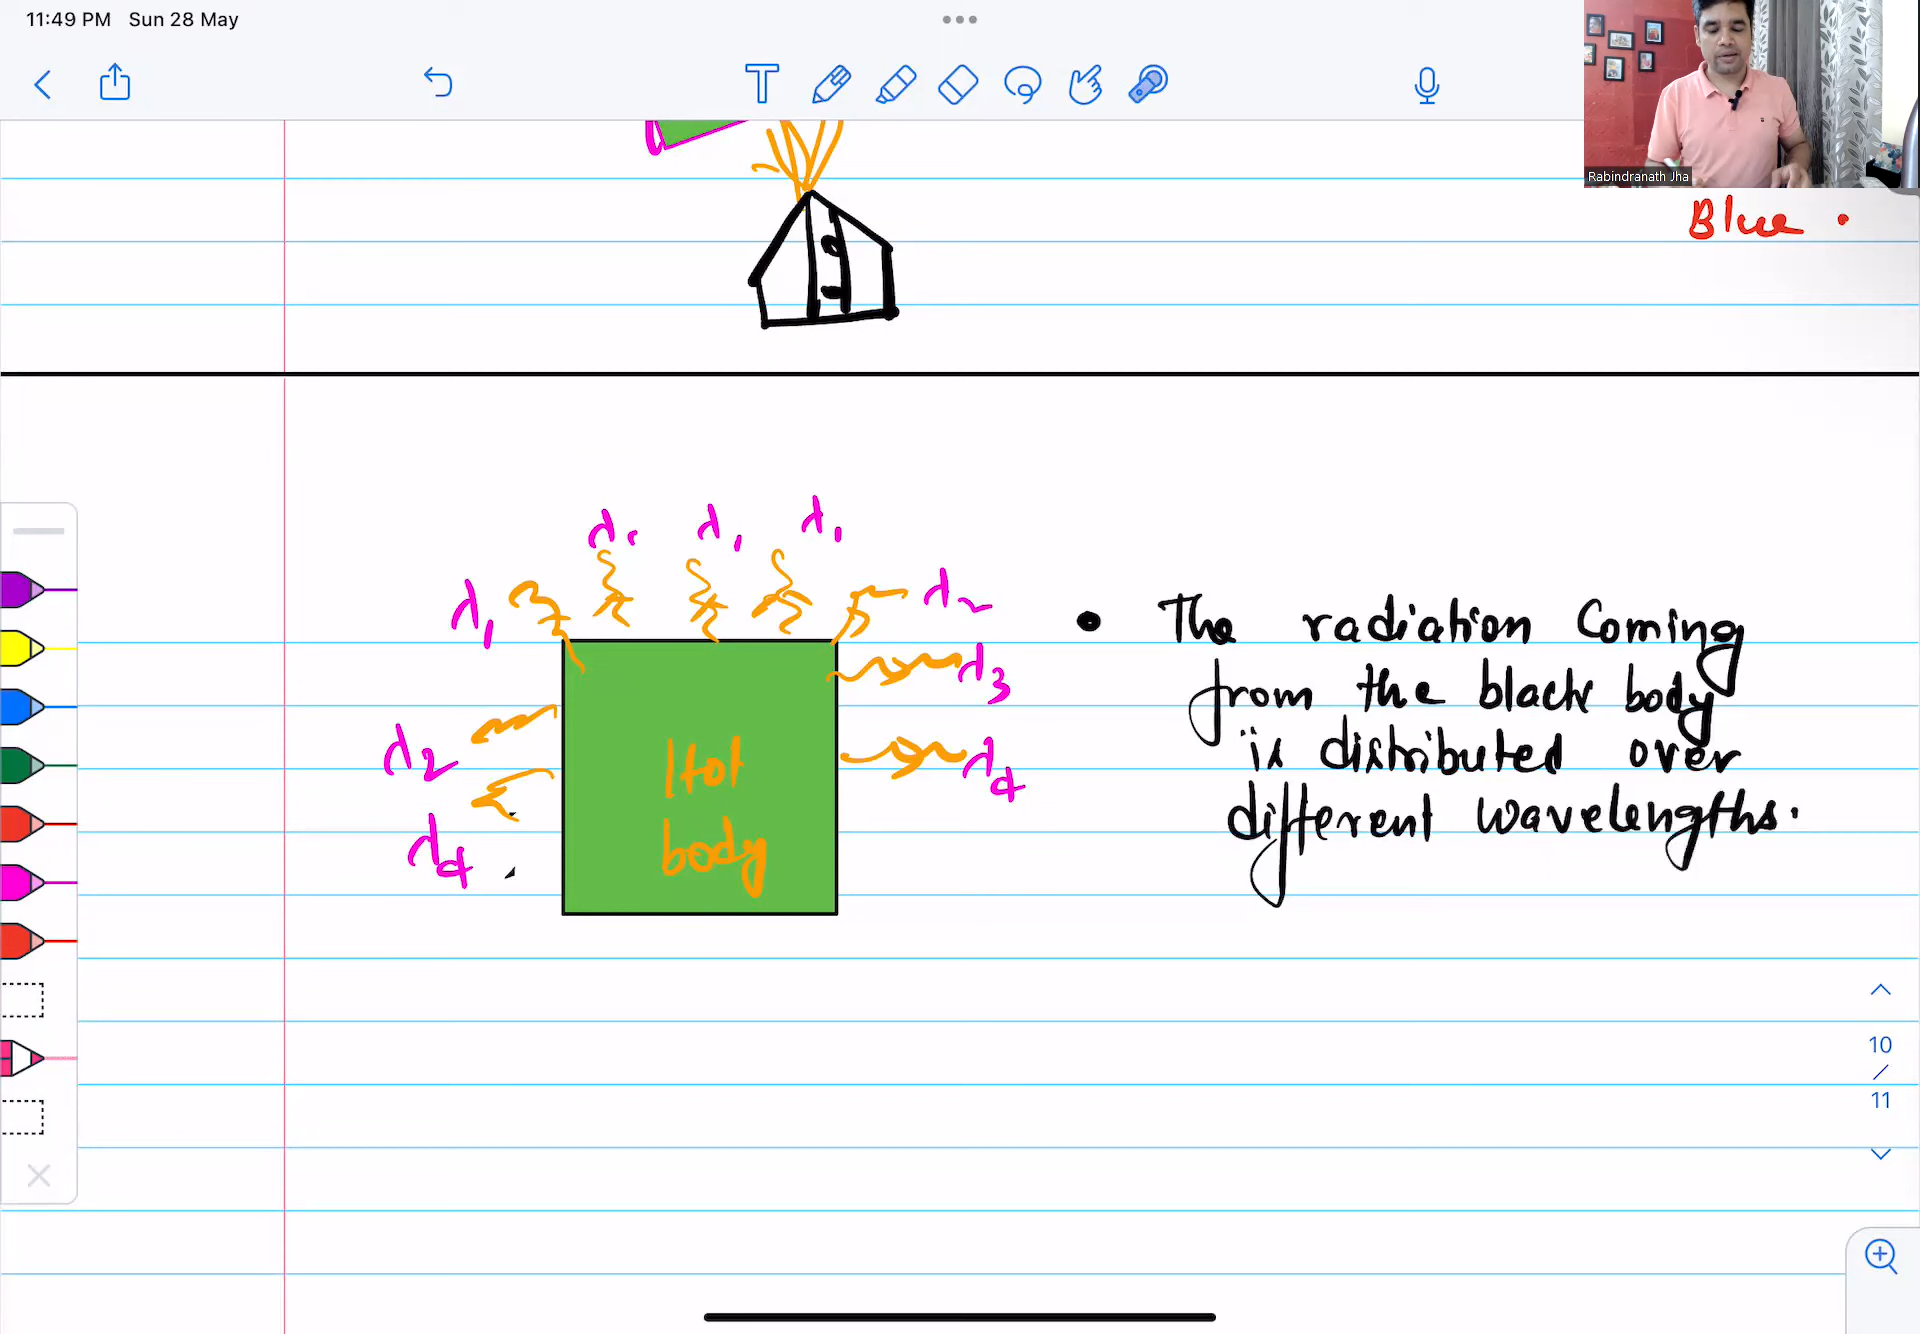 11:49 PM Sun 28 May
Rabindranath Jha
Blue
λ1 λ1 λ1
λ1 λ2
λ3
λ2 λ4
λ4
Hot
body
• The radiation Coming
from the black body
is distributed over
different wavelengths.
10
/
11